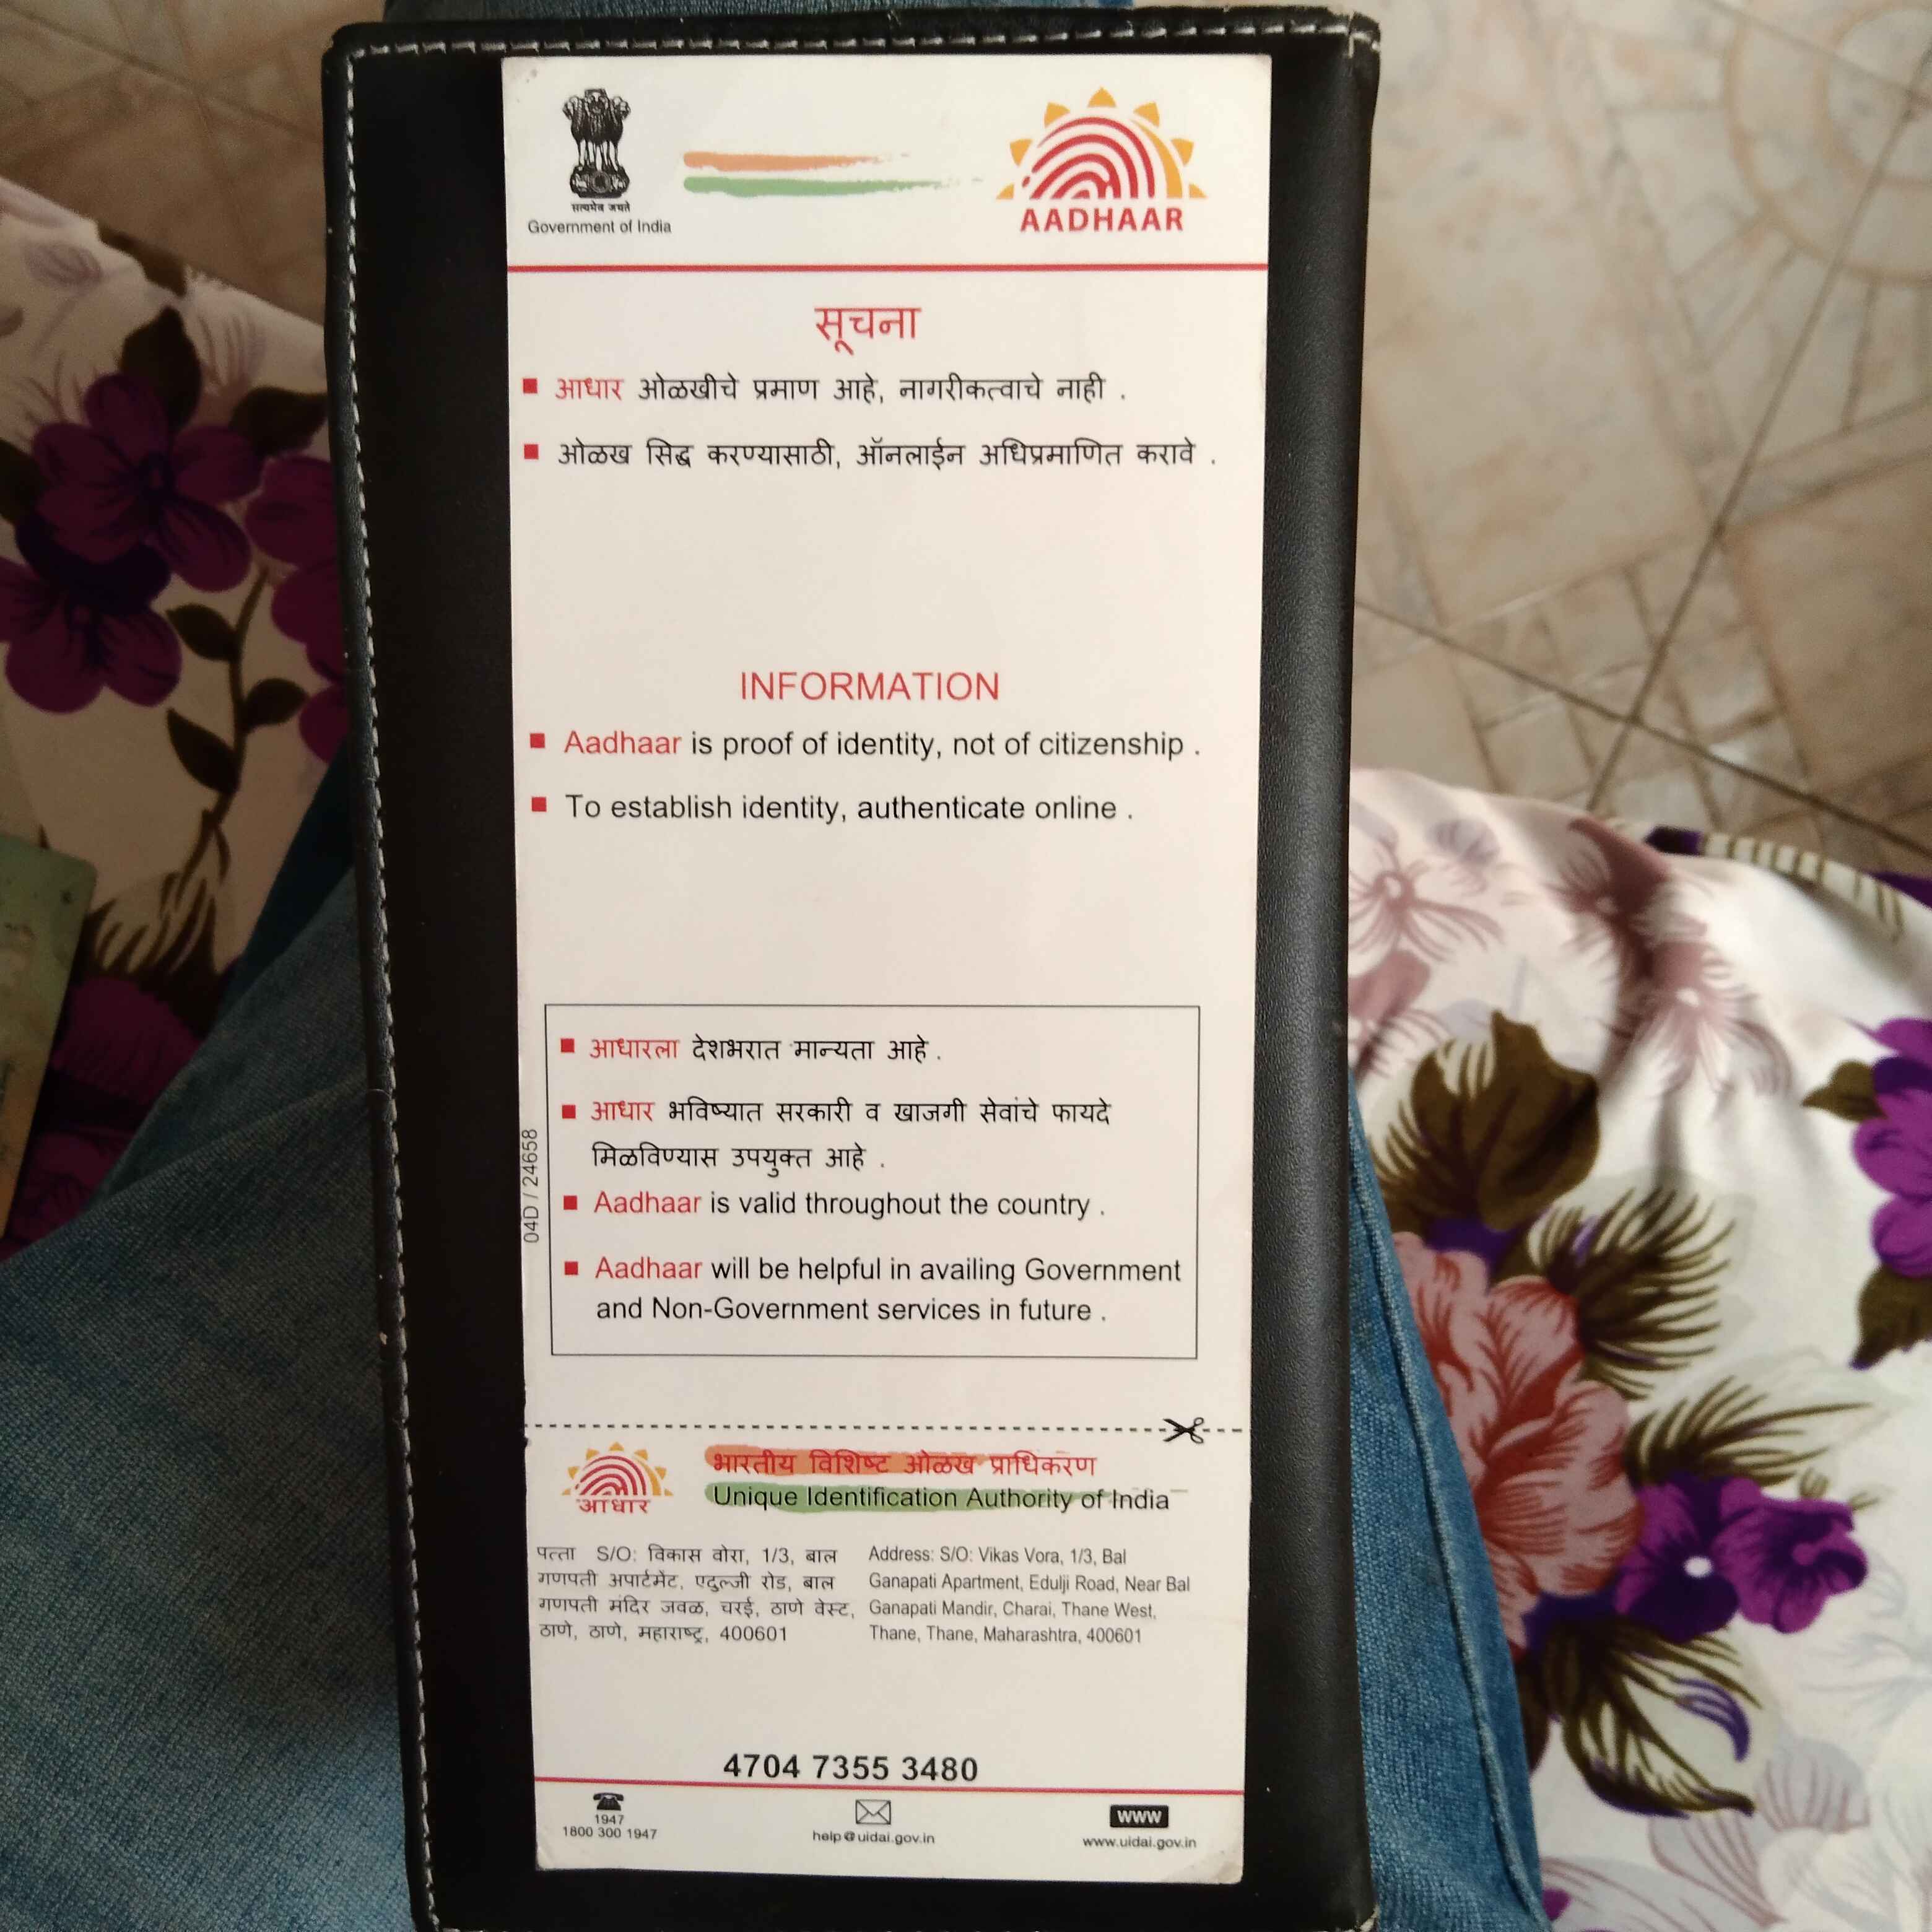 सत्यमेव जयते
Government of India
AADHAAR
सूचना
आधार ओळखीचे प्रमाण आहे, नागरीकत्वाचे नाही .
ओळख सिद्ध करण्यासाठी, ऑनलाईन अधिप्रमाणित करावे .
INFORMATION
Aadhaar is proof of identity, not of citizenship .
To establish identity, authenticate online .
आधारला देशभरात मान्यता आहे .
आधार भविष्यात सरकारी व खाजगी सेवांचे फायदे
मिळविण्यास उपयुक्त आहे .
Aadhaar is valid throughout the country .
Aadhaar will be helpful in availing Government
and Non-Government services in future .
04D / 24658
आधार
भारतीय विशिष्ट ओळख प्राधिकरण
Unique Identification Authority of India
पत्ता S/O: विकास वोरा, 1/3, बाल
गणपती अपार्टमेंट, एदुल्जी रोड, बाल
गणपती मंदिर जवळ, चरई, ठाणे वेस्ट,
ठाणे, ठाणे, महाराष्ट्र, 400601
Address: S/O: Vikas Vora, 1/3, Bal
Ganapati Apartment, Edulji Road, Near Bal
Ganapati Mandir, Charai, Thane West,
Thane, Thane, Maharashtra, 400601
4704 7355 3480
1947
1800 300 1947
help@uidai.gov.in
www
www.uidai.gov.in